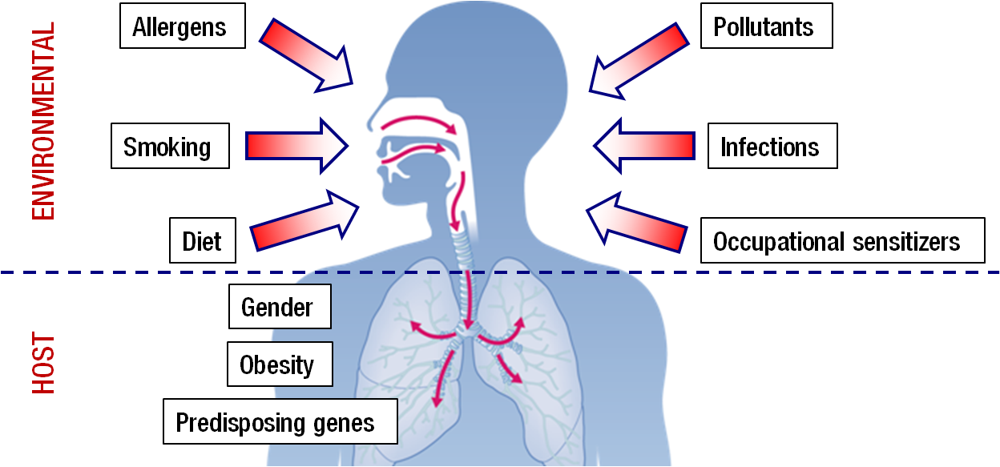 ENVIRONMENTAL
Allergens
Pollutants
Smoking
Infections
Diet
Occupational sensitizers
HOST
Gender
Obesity
Predisposing genes